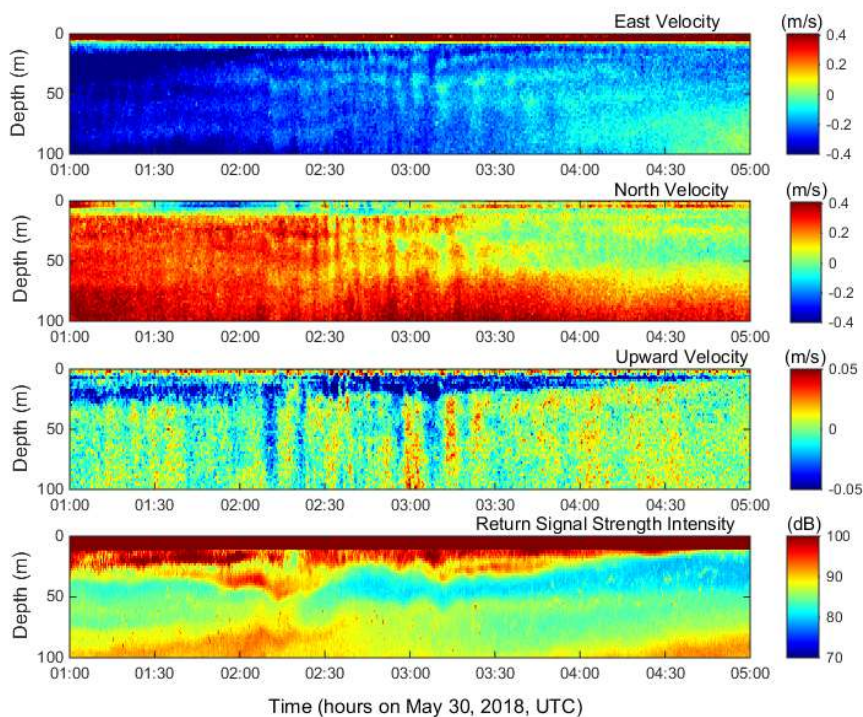 East Velocity (m/s)
Depth (m)
0
50
100
01:00 01:30 02:00 02:30 03:00 03:30 04:00 04:30 05:00
0.4
0.2
0
-0.2
-0.4
North Velocity (m/s)
Depth (m)
0
50
100
01:00 01:30 02:00 02:30 03:00 03:30 04:00 04:30 05:00
0.4
0.2
0
-0.2
-0.4
Upward Velocity (m/s)
Depth (m)
0
50
100
01:00 01:30 02:00 02:30 03:00 03:30 04:00 04:30 05:00
0.05
0
-0.05
Return Signal Strength Intensity (dB)
Depth (m)
0
50
100
01:00 01:30 02:00 02:30 03:00 03:30 04:00 04:30 05:00
100
90
80
70
Time (hours on May 30, 2018, UTC)